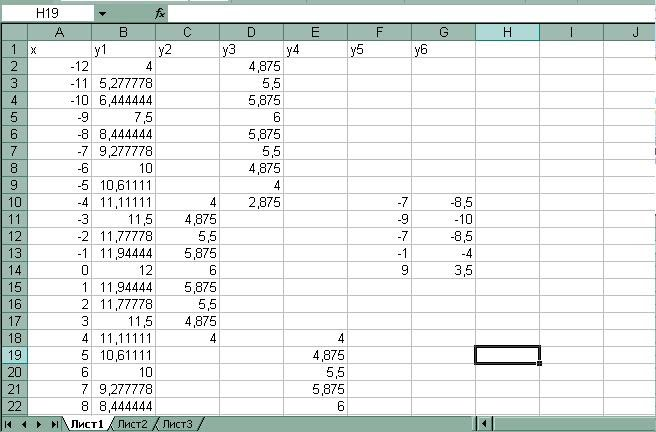 H19 fx
A B C D E F G H I J
1 x y1 y2 y3 y4 y5 y6
2 -12 4 4,875
3 -11 5,277778 5,5
4 -10 6,444444 5,875
5 -9 7,5 6
6 -8 8,444444 5,875
7 -7 9,277778 5,5
8 -6 10 4,875
9 -5 10,61111 4
10 -4 11,11111 4 2,875 -7 -8,5
11 -3 11,5 4,875 -9 -10
12 -2 11,77778 5,5 -7 -8,5
13 -1 11,94444 5,875 -1 -4
14 0 12 6 9 3,5
15 1 11,94444 5,875
16 2 11,77778 5,5
17 3 11,5 4,875
18 4 11,11111 4 4
19 5 10,61111 4,875
20 6 10 5,5
21 7 9,277778 5,875
22 8 8,444444 6
Лист1 Лист2 Лист3